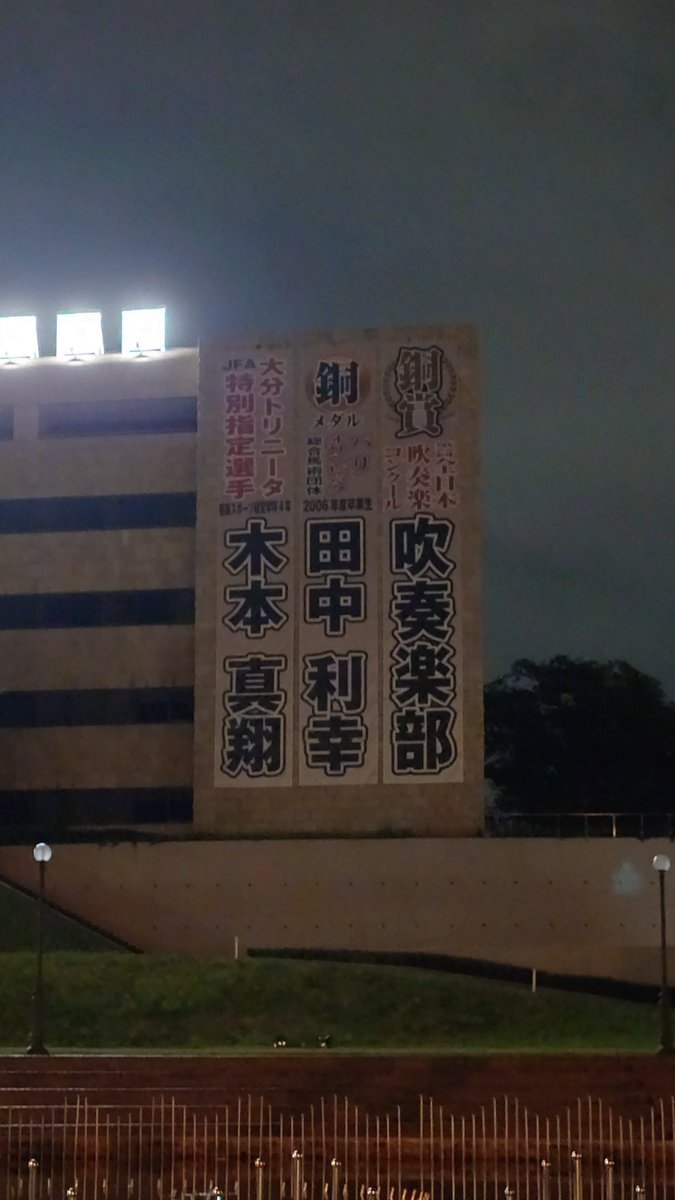 銅賞
全日本
吹奏楽
コンクール
吹奏楽部
銅
メダル
パリ
総合馬術団体
2006年度卒業生
田中 利幸
大分トリニータ
JFA
特別指定選手
木本 真翔